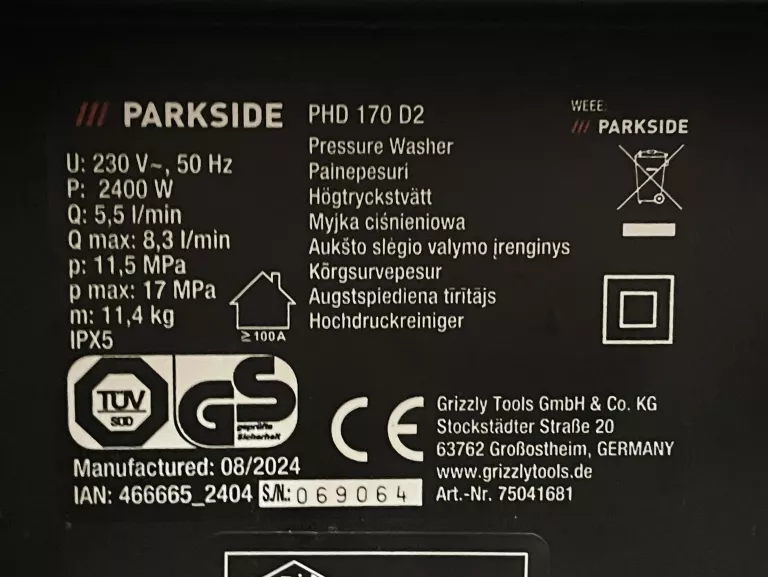 /// PARKSIDE
U: 230 V~, 50 Hz
P: 2400 W
Q: 5,5 l/min
Q max: 8,3 l/min
p: 11,5 MPa
p max: 17 MPa
m: 11,4 kg
IPX5
≥100A
PHD 170 D2
Pressure Washer
Painepesuri
Högtryckstvätt
Myjka ciśnieniowa
Aukšto slėgio valymo įrenginys
Kõrgsurvepesur
Augstspiediena tīrītājs
Hochdruckreiniger
WEEE:
/// PARKSIDE
TÜV
SÜD
GS
geprüfte
Sicherheit
CE
Manufactured: 08/2024
IAN: 466665_2404 S/N.: 069064
Grizzly Tools GmbH & Co. KG
Stockstädter Straße 20
63762 Großostheim, GERMANY
www.grizzlytools.de
Art.-Nr. 75041681